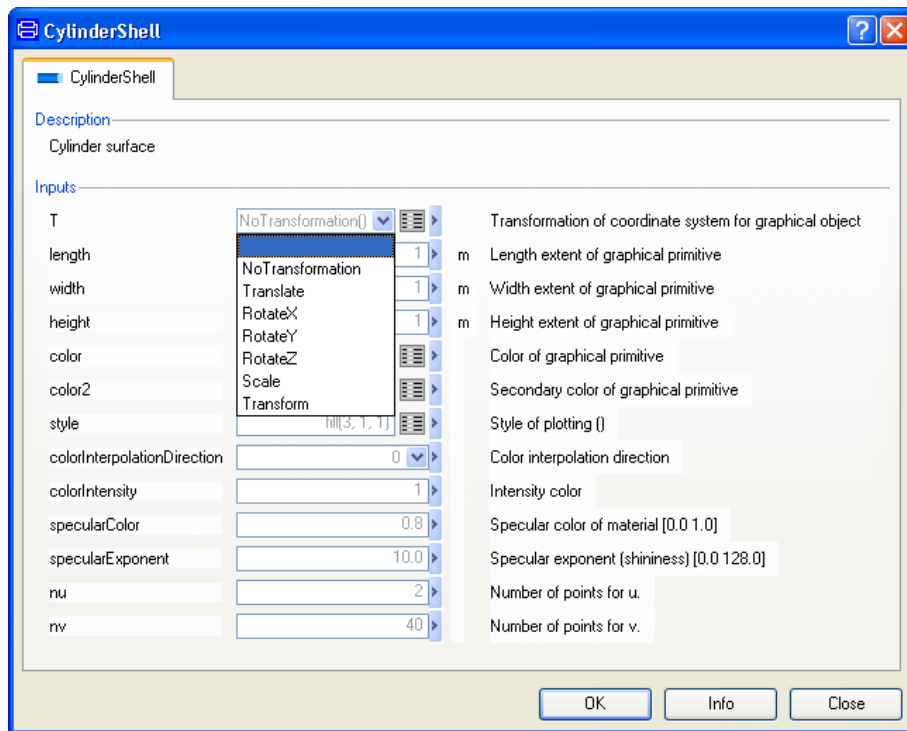 CylinderShell
CylinderShell
Description
Cylinder surface
Inputs
T NoTransformation() Transformation of coordinate system for graphical object
length 1 m Length extent of graphical primitive
width 1 m Width extent of graphical primitive
height 1 m Height extent of graphical primitive
color Color of graphical primitive
color2 Secondary color of graphical primitive
style fill(3, 1, 1) Style of plotting ()
NoTransformation
Translate
RotateX
RotateY
RotateZ
Scale
Transform
colorInterpolationDirection 0 Color interpolation direction
colorIntensity 1 Intensity color
specularColor 0.8 Specular color of material [0.0 1.0]
specularExponent 10.0 Specular exponent (shininess) [0.0 128.0]
nu 2 Number of points for u.
nv 40 Number of points for v.
OK Info Close